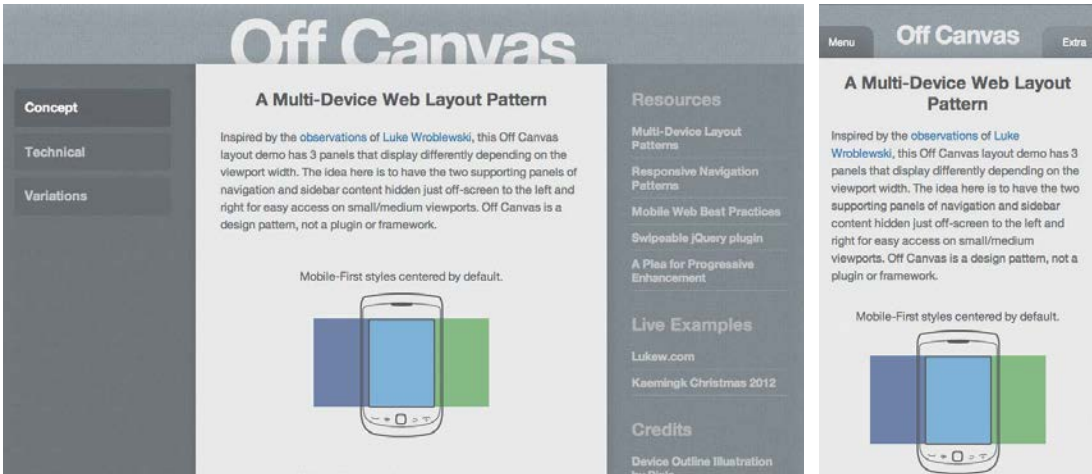 Off Canvas
Concept
Technical
Variations
A Multi-Device Web Layout Pattern
Inspired by the observations of Luke Wroblewski, this Off Canvas
layout demo has 3 panels that display differently depending on the
viewport width. The idea here is to have the two supporting panels of
navigation and sidebar content hidden just off-screen to the left and
right for easy access on small/medium viewports. Off Canvas is a
design pattern, not a plugin or framework.
Mobile-First styles centered by default.
Resources
Multi-Device Layout
Patterns
Responsive Navigation
Patterns
Mobile Web Best Practices
Swipeable jQuery plugin
A Plea for Progressive
Enhancement
Live Examples
Lukew.com
Kaemingk Christmas 2012
Credits
Device Outline Illustration
Menu
Off Canvas
Extra
A Multi-Device Web Layout
Pattern
Inspired by the observations of Luke
Wroblewski, this Off Canvas layout demo has 3
panels that display differently depending on the
viewport width. The idea here is to have the two
supporting panels of navigation and sidebar
content hidden just off-screen to the left and
right for easy access on small/medium
viewports. Off Canvas is a design pattern, not a
plugin or framework.
Mobile-First styles centered by default.